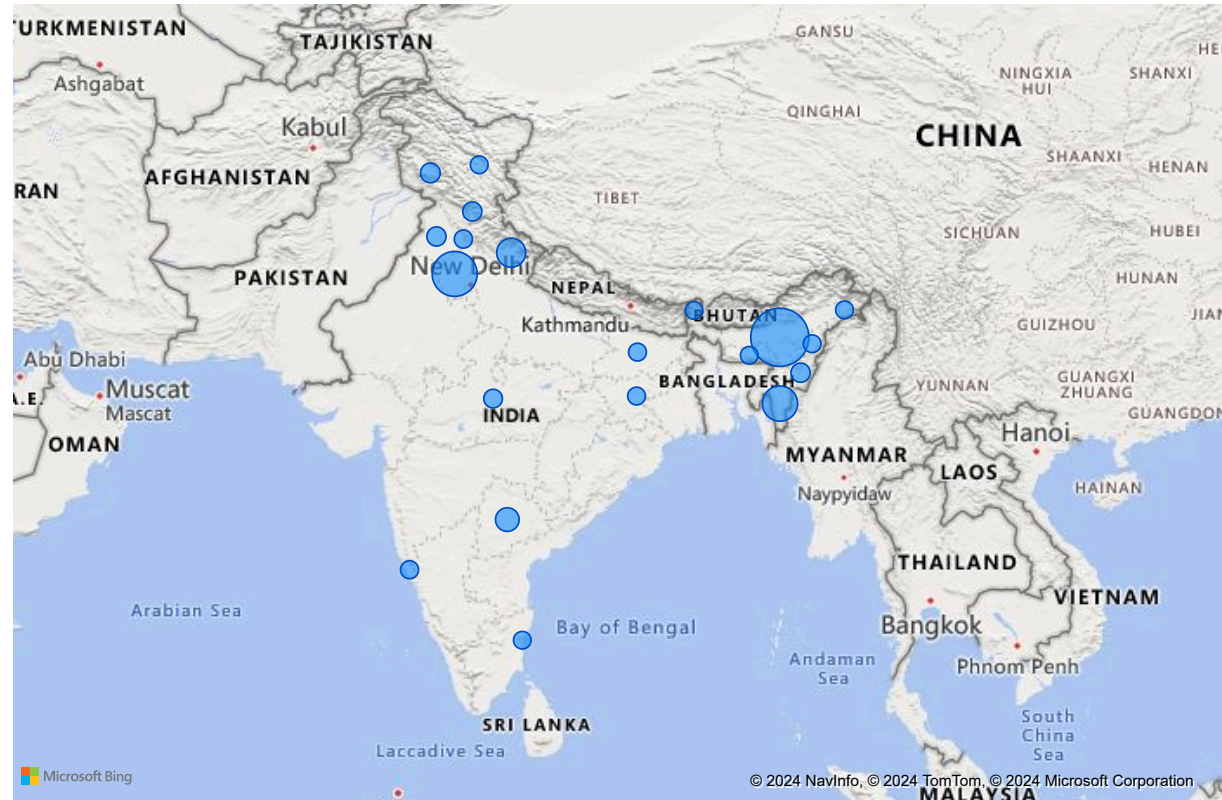 TURKMENISTAN
TAJIKISTAN
GANSU
Ashgabat
NINGXIA
HUI
SHANXI
Kabul
QINGHAI
CHINA
SHAANXI
HENAN
AFGHANISTAN
RAN
TIBET
SICHUAN
HUBEI
PAKISTAN
New Delhi
NEPAL
HUNAN
Kathmandu
BHUTAN
GUIZHOU
Abu Dhabi
Muscat
Mascat
A.E.
BANGLADESH
YUNNAN
GUANGXI
ZHUANG
INDIA
OMAN
MYANMAR
Hanoi
LAOS
Naypyidaw
HAINAN
THAILAND
VIETNAM
Arabian Sea
Bay of Bengal
Bangkok
Andaman
Sea
Phnom Penh
SRI LANKA
South
China
Sea
Laccadive Sea
Microsoft Bing
© 2024 NavInfo, © 2024 TomTom, © 2024 Microsoft Corporation
MALAYSIA